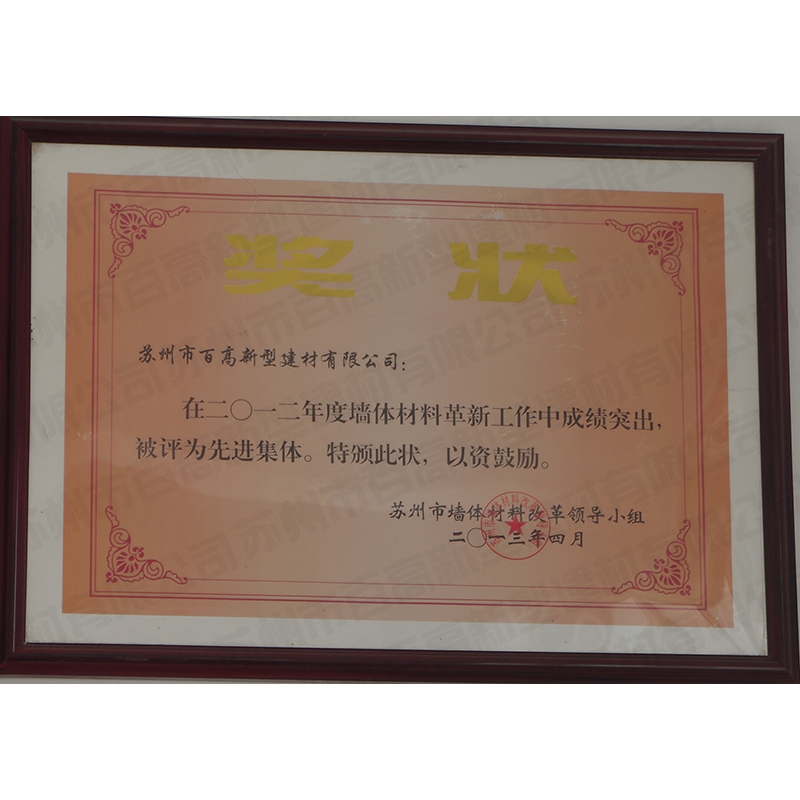 奖状
苏州市百高新型建材有限公司：
在二〇一二年度墙体材料革新工作中成绩突出，
被评为先进集体。特颁此状，以资鼓励。
苏州市墙体材料改革领导小组
二〇一三年四月